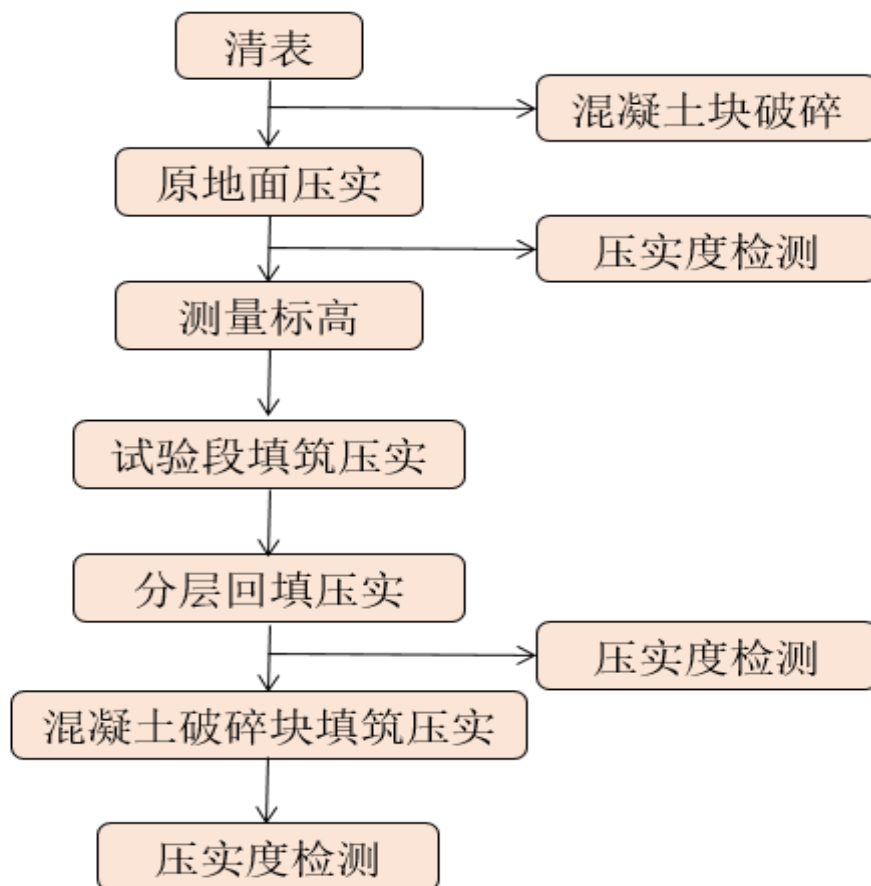 清表
混凝土块破碎
原地面压实
压实度检测
测量标高
试验段填筑压实
分层回填压实
压实度检测
混凝土破碎块填筑压实
压实度检测